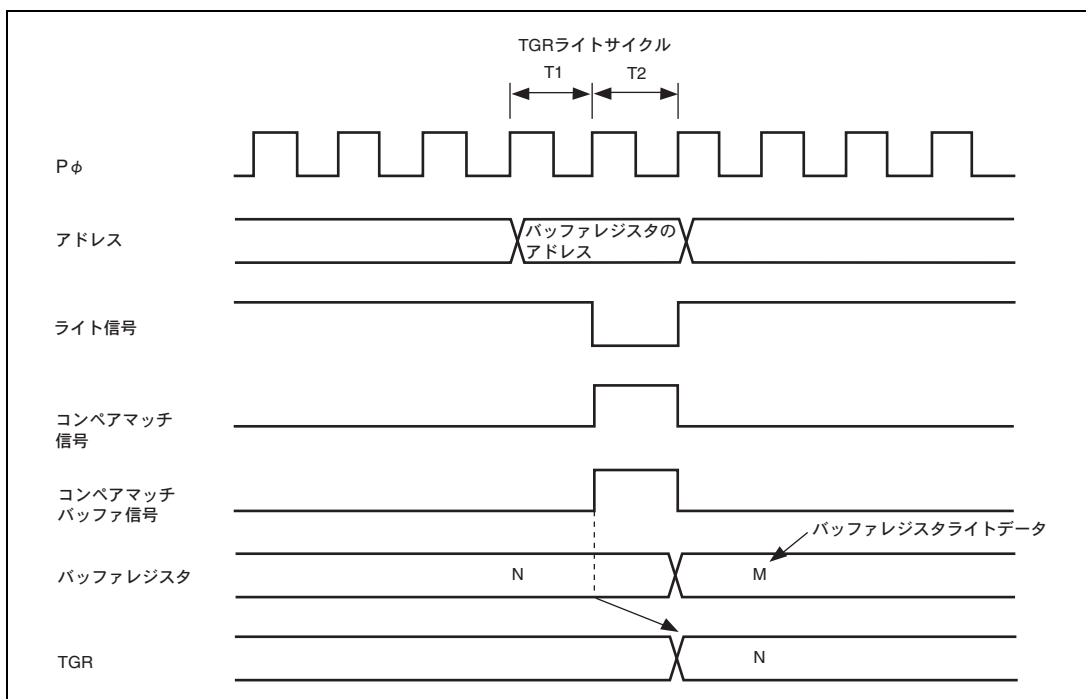 TGRライトサイクル
T1
T2
Pφ
アドレス
バッファレジスタの
アドレス
ライト信号
コンペアマッチ
信号
コンペアマッチ
バッファ信号
バッファレジスタライトデータ
バッファレジスタ
N
M
TGR
N